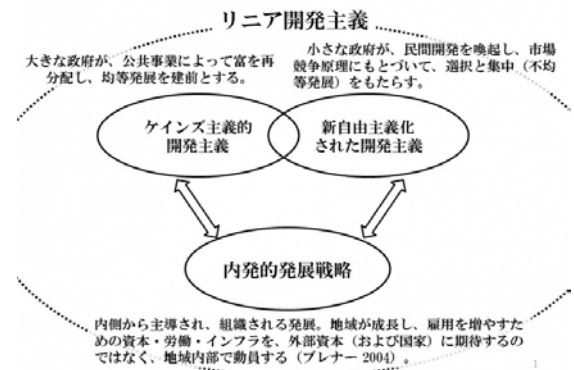 リニア開発主義
大きな政府が、公共事業によって富を再
分配し、均等発展を建前とする。
小さな政府が、民間開発を喚起し、市場
競争原理にもとづいて、選択と集中（不均
等発展）をもたらす。
ケインズ主義的
開発主義
新自由主義化
された開発主義
内発的発展戦略
内側から主導され、組織される発展。地域が成長し、雇用を増やすた
めの資本・労働・インフラを、外部資本（および国家）に期待するの
ではなく、地域内部で動員する（ブレナー 2004）。
1